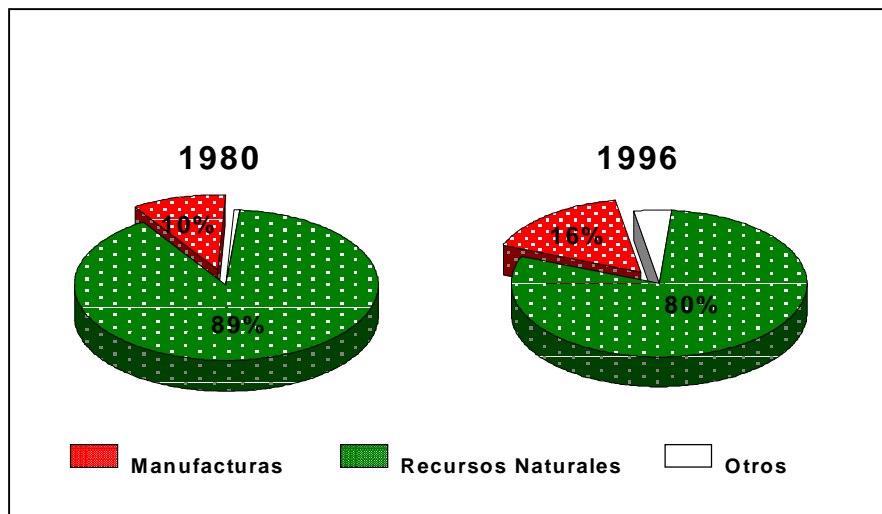 1980
1996
10%
16%
89%
80%
Manufacturas
Recursos Naturales
Otros